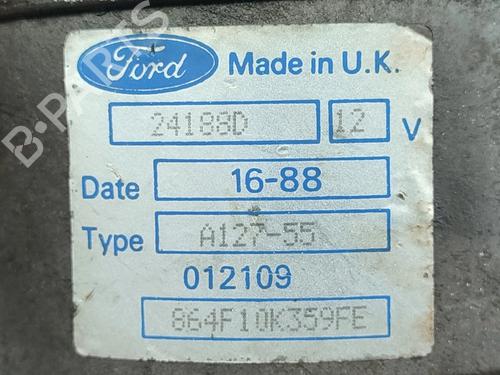 Ford Made in U.K.
24188D 12 V
Date 16-88
Type A127-55
012109
864F10K359FE
B-PARTS